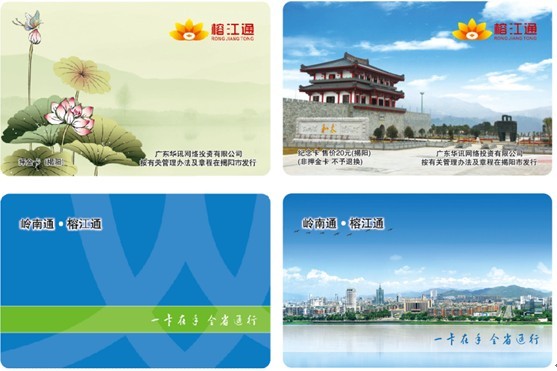 榕江通
RONGJIANGTONG
押金卡 (揭阳)
广东华讯网络投资有限公司
按有关管理办法及章程在揭阳市发行
榕江通
RONGJIANGTONG
纪念卡 售价20元(揭阳)
(非押金卡 不予退换)
广东华讯网络投资有限公司
按有关管理办法及章程在揭阳市发行
岭南通·榕江通
一卡在手 全省通行
岭南通·榕江通
一卡在手 全省通行